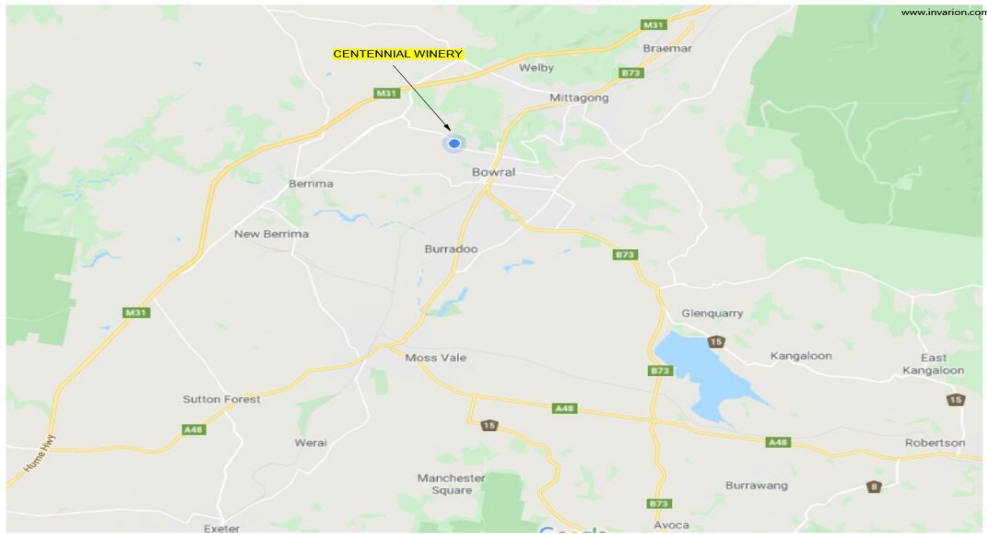 www.invarion.com
M31
Braemar
CENTENNIAL WINERY
Welby
B73
M31
Mittagong
Bowral
Berrima
New Berrima
Burradoo
B73
M31
Glenquarry
15
Moss Vale
Kangaloon
East
Kangaloon
B73
Sutton Forest
15
A48
A48
15
Hume Hwy
Werai
A48
Robertson
Manchester
Square
Burrawang
8
B73
Exeter
Avoca